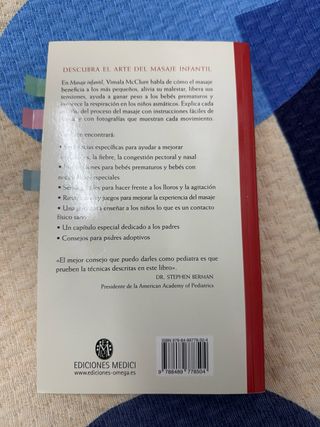 DESCUBRA EL ARTE DEL MASAJE INFANTIL
En Masaje infantil, Vimala McClure habla de cómo el masaje
beneficia a los más pequeños, alivia su malestar, libera sus
tensiones, ayuda a ganar peso a los bebés prematuros y
la respiración en los niños asmáticos. Explica cada
del proceso del masaje con instrucciones fáciles de
y con fotografías que muestran cada movimiento.
encontrará:
específicas para ayudar a mejorar
la fiebre, la congestión pectoral y nasal
para bebés prematuros y bebés con
especiales
para hacer frente a los lloros y la agitación
y juegos para mejorar la experiencia del masaje
• Una para enseñar a los niños lo que es un contacto
físico sano
• Un capítulo especial dedicado a los padres
• Consejos para padres adoptivos
«El mejor consejo que puedo darles como pediatra es que
prueben la técnicas descritas en este libro».
DR. STEPHEN BERMAN
Presidente de la American Academy of Pediatrics
EDICIONES MEDICI
www.ediciones-omega.es
9 788489 778504